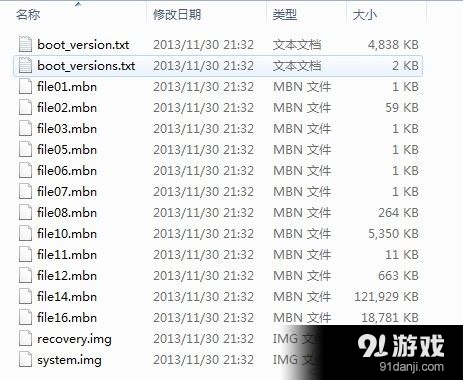 名称 修改日期 类型 大小
boot_version.txt 2013/11/30 21:32 文本文档 4,838 KB
boot_versions.txt 2013/11/30 21:32 文本文档 2 KB
file01.mbn 2013/11/30 21:32 MBN 文件 1 KB
file02.mbn 2013/11/30 21:32 MBN 文件 59 KB
file03.mbn 2013/11/30 21:32 MBN 文件 1 KB
file05.mbn 2013/11/30 21:32 MBN 文件 1 KB
file06.mbn 2013/11/30 21:32 MBN 文件 1 KB
file07.mbn 2013/11/30 21:32 MBN 文件 1 KB
file08.mbn 2013/11/30 21:32 MBN 文件 264 KB
file10.mbn 2013/11/30 21:32 MBN 文件 5,350 KB
file11.mbn 2013/11/30 21:32 MBN 文件 11 KB
file12.mbn 2013/11/30 21:32 MBN 文件 663 KB
file14.mbn 2013/11/30 21:32 MBN 文件 121,929 KB
file16.mbn 2013/11/30 21:32 MBN 文件 18,781 KB
recovery.img 2013/11/30 21:32 IMG
system.img 2013/11/30 21:32 IMG
91游戏
91danji.com